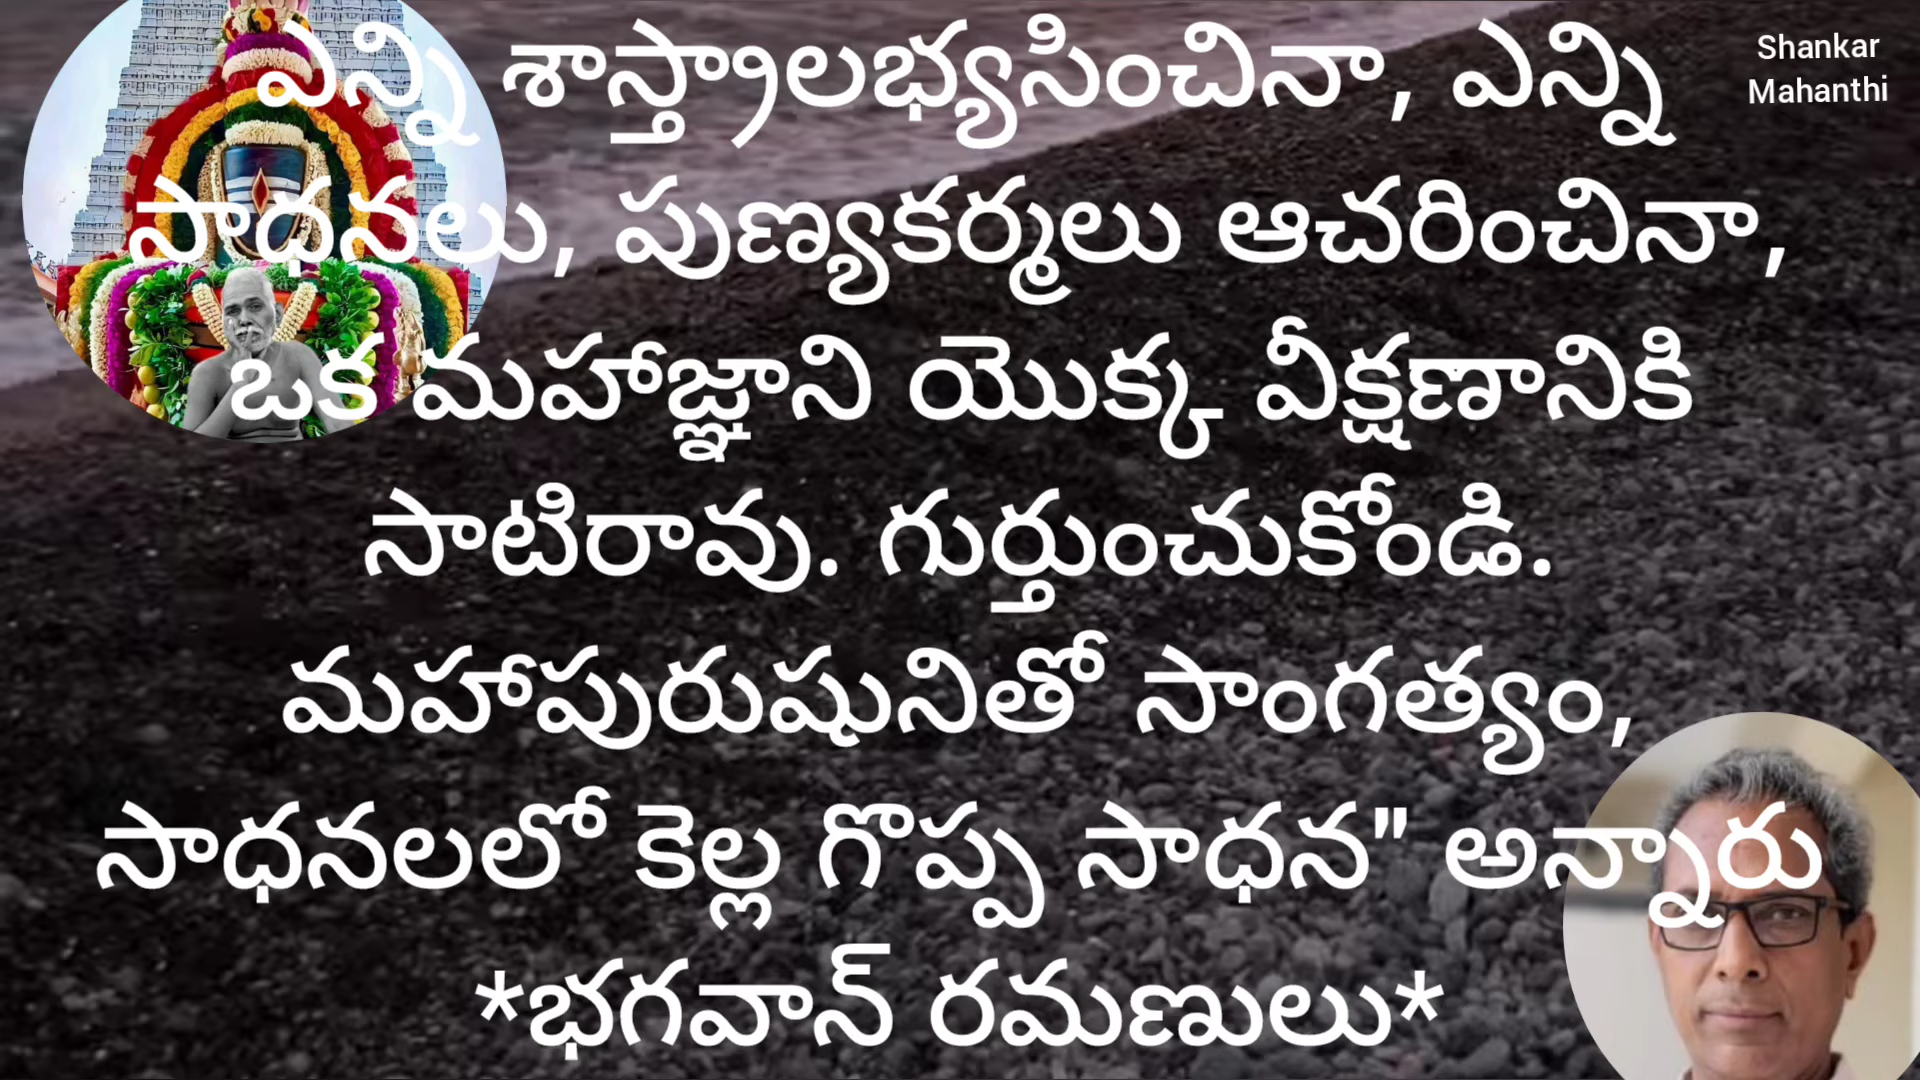 ఎన్ని శాస్త్రాలభ్యసించినా, ఎన్ని
సాధనలు, పుణ్యకర్మలు ఆచరించినా,
ఒక మహాజ్ఞాని యొక్క వీక్షణానికి
సాటిరావు. గుర్తుంచుకోండి.
మహాపురుషునితో సాంగత్యం,
సాధనలలో కెల్ల గొప్ప సాధన" అన్నారు
*భగవాన్ రమణులు*
Shankar
Mahanthi